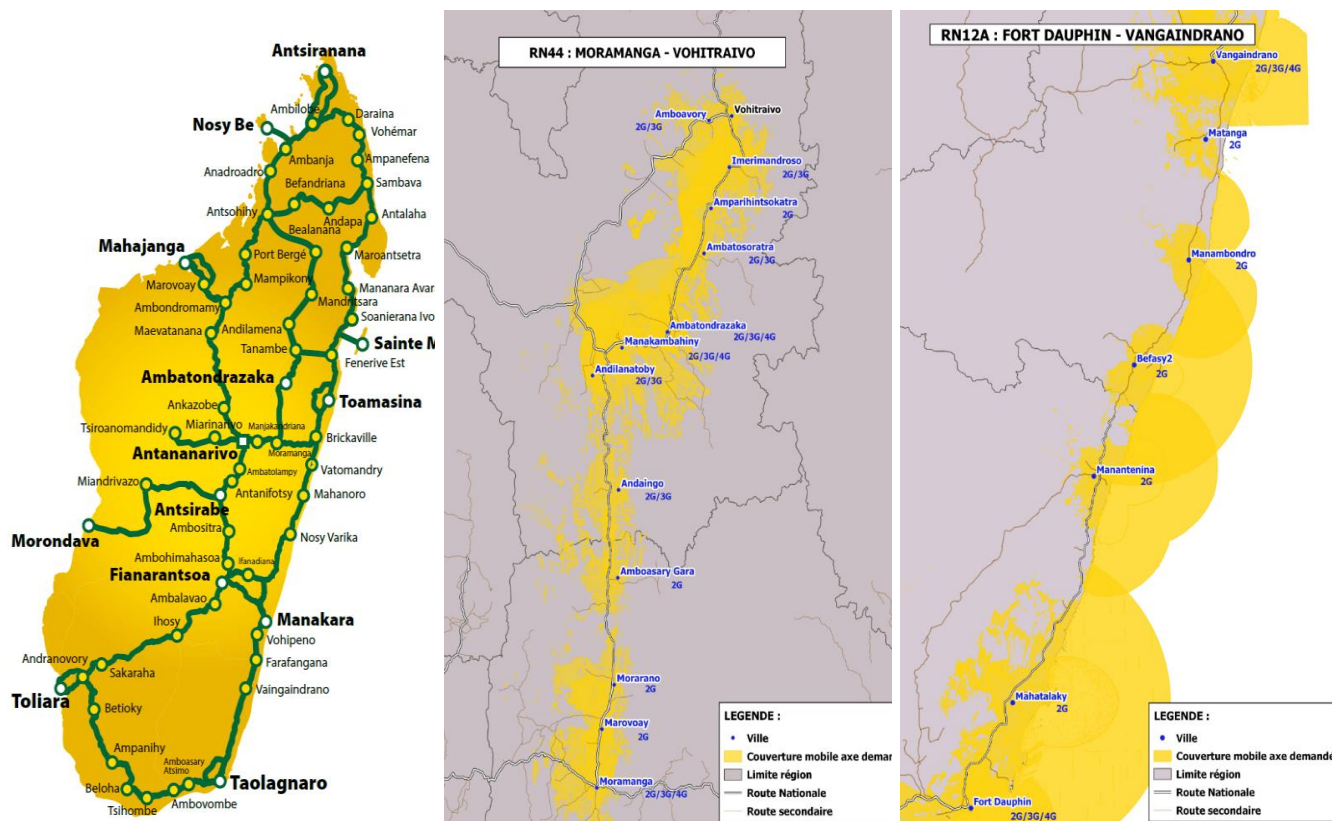 Antsiranana
Ambilobe
Daraina
Nosy Be
Vohémar
Ambanja
Ampanefena
Anadroadro
Befandriana
Sambava
Antsohihy
Andapa
Antalaha
Bealanana
Mahajanga
Port Bergé
Maroantsetra
Marovoay
Mampikony
Mananara Avar
Ambondromamy
Mandritsara
Soanierana Ivo
Maevatanana
Andilamena
Sainte M
Tanambe
Fenerive Est
Ambatondrazaka
Ankazobe
Toamasina
Tsiroanomandidy
Miarinarivo
Manjakandriana
Brickaville
Antananarivo
Moramanga
Ambatolampy
Vatomandry
Miandrivazo
Antanifotsy
Mahanoro
Antsirabe
Ambositra
Morondava
Nosy Varika
Ambohimahasoa
Ifanadiana
Fianarantsoa
Ambalavao
Manakara
Ihosy
Vohipeno
Andranovory
Sakaraha
Farafangana
Toliara
Vaingaindrano
Betioky
Ampanihy
Amboasary
Atsimo
Taolagnaro
Beloha
Ambovombe
Tsihombe
RN44 : MORAMANGA - VOHITRAIVO
Vohitraivo
Amboavory
2G/3G
Imerimandroso
2G/3G
Amparihintsokatra
2G
Ambatosoratra
2G/3G
Ambatondrazaka
2G/3G/4G
Manakambahiny
2G/3G/4G
Andilanatoby
2G/3G
Andaingo
2G/3G
Amboasary Gara
2G
Morarano
2G
Marovoay
2G
Moramanga
2G/3G/4G
LEGENDE :
Ville
Couverture mobile axe deman
Limite région
Route Nationale
Route secondaire
RN12A : FORT DAUPHIN - VANGAINDRANO
Vangaindrano
2G/3G/4G
Matanga
2G
Manambondro
2G
Befasy2
2G
Manantenina
2G
Mahatalaky
2G
Fort Dauphin
2G/3G/4G
LEGENDE :
Ville
Couverture mobile axe demandé
Limite région
Route Nationale
Route secondaire